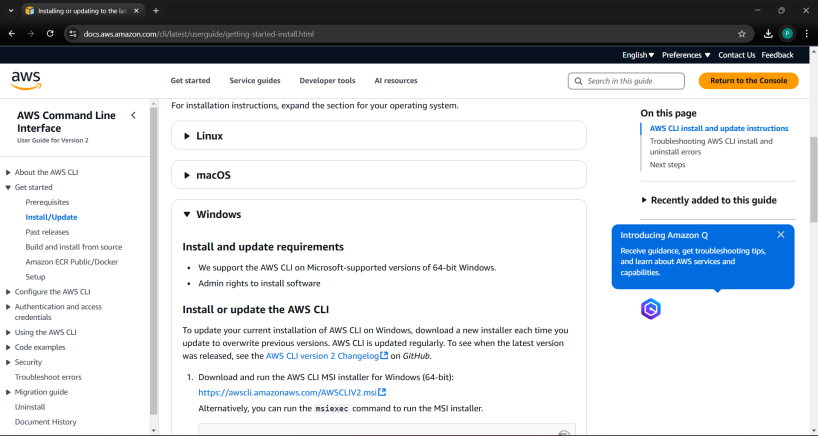 Installing or updating to the lat
docs.aws.amazon.com/cli/latest/userguide/getting-started-install.html
P
English Preferences Contact Us Feedback
aws
Get started Service guides Developer tools AI resources
Search in this guide
Return to the Console
AWS Command Line
Interface
User Guide for Version 2
About the AWS CLI
Get started
Prerequisites
Install/Update
Past releases
Build and install from source
Amazon ECR Public/Docker
Setup
Configure the AWS CLI
Authentication and access
credentials
Using the AWS CLI
Code examples
Security
Troubleshoot errors
Migration guide
Uninstall
Document History
For installation instructions, expand the section for your operating system.
Linux
macOS
Windows
Install and update requirements
• We support the AWS CLI on Microsoft-supported versions of 64-bit Windows.
• Admin rights to install software
Install or update the AWS CLI
To update your current installation of AWS CLI on Windows, download a new installer each time you
update to overwrite previous versions. AWS CLI is updated regularly. To see when the latest version
was released, see the AWS CLI version 2 Changelog on GitHub.
1. Download and run the AWS CLI MSI installer for Windows (64-bit):
https://awscli.amazonaws.com/AWSCLIV2.msi
Alternatively, you can run the msiexec command to run the MSI installer.
On this page
AWS CLI install and update instructions
Troubleshooting AWS CLI install and
uninstall errors
Next steps
Recently added to this guide
Introducing Amazon Q
Receive guidance, get troubleshooting tips,
and learn about AWS services and
capabilities.